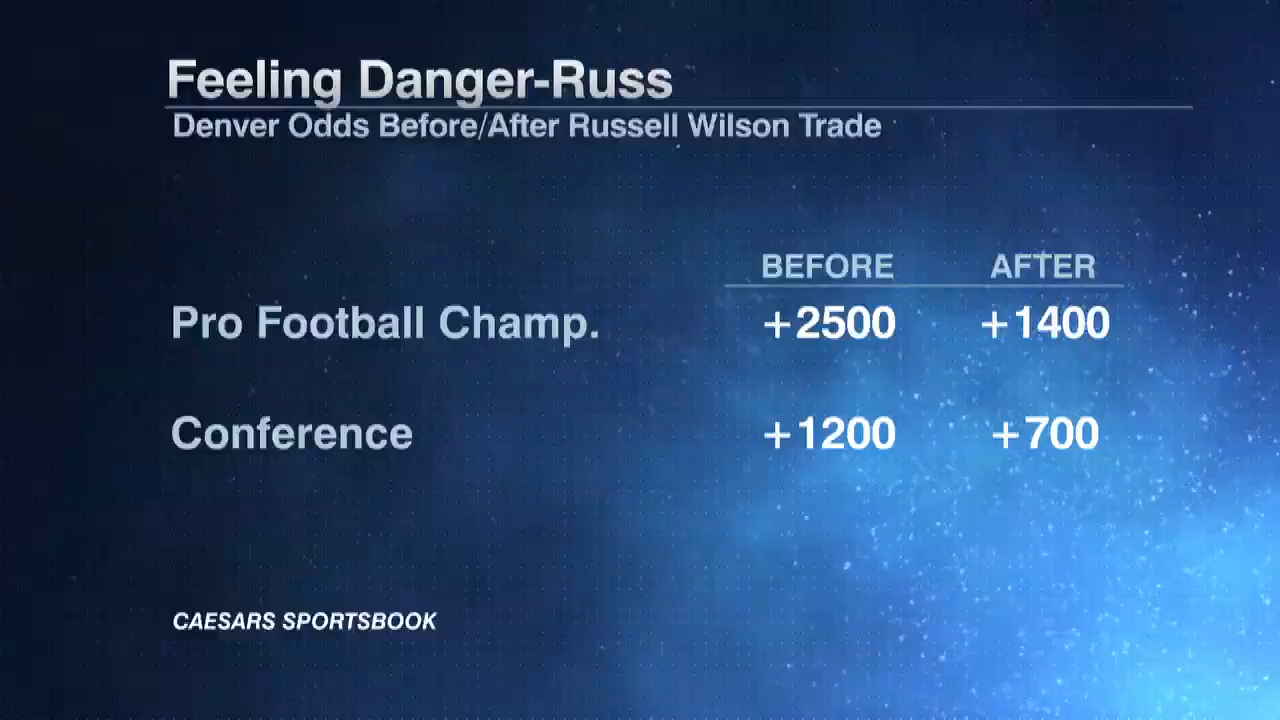 Feeling Danger-Russ
Denver Odds Before/After Russell Wilson Trade
BEFORE AFTER
Pro Football Champ. +2500 +1400
Conference +1200 +700
CAESARS SPORTSBOOK